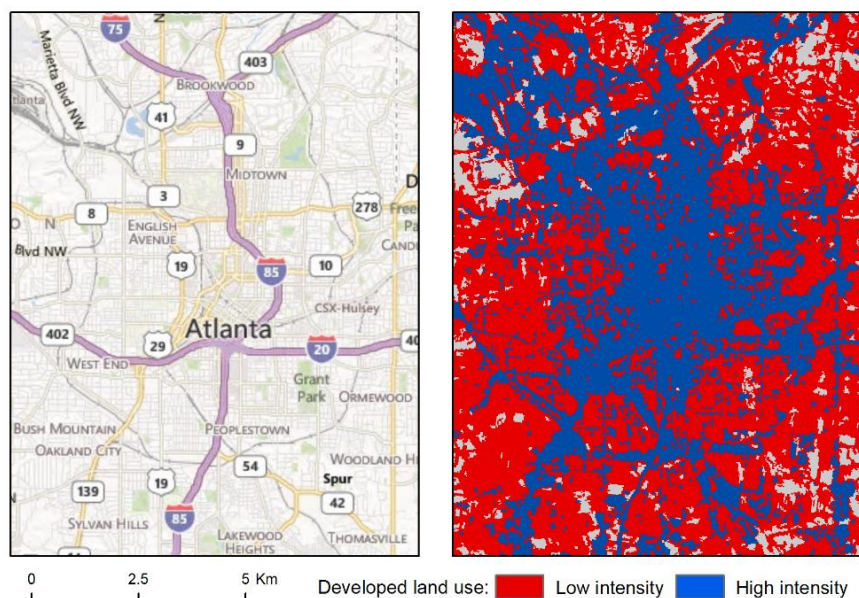 75
N
403
Marietta Blvd NW
tlanta
BROOKWOOD
41
9
MIDTOWN
3
D
278
8
N
ENGLISH
AVENUE
Free
Pa
CAND
Blvd NW
19
85
10
CSX-Hulsey
Atlanta
402
29
20
40
WEST END
Grant
Park
ORMEWOOD
BUSH MOUNTAIN
PEOPLESTOWN
OAKLAND CITY
54
WOODLAND HI
Spur
139
19
42
85
SYLVAN HILLS
LAKEWOOD
HEIGHTS
THOMASVILLE
0 2.5 5 Km
Developed land use: Low intensity High intensity